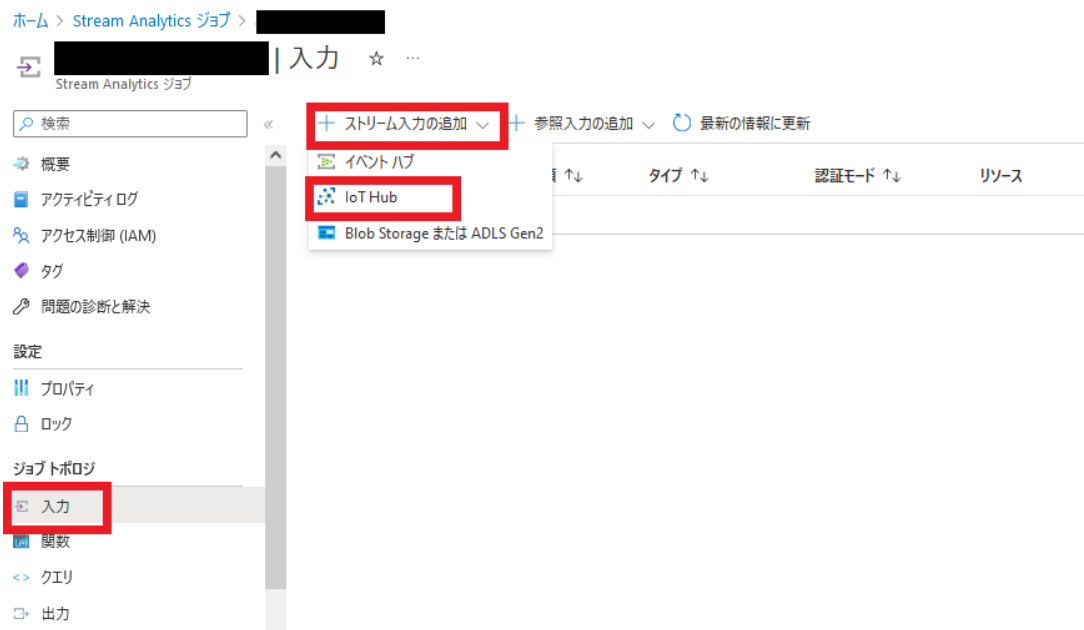 ホーム > Stream Analytics ジョブ >
| 入力 ☆ …
Stream Analytics ジョブ
検索 «
+ ストリーム入力の追加 + 参照入力の追加 最新の情報に更新
概要
アクティビティ ログ
アクセス制御 (IAM)
タグ
問題の診断と解決
設定
プロパティ
ロック
ジョブ トポロジ
入力
関数
クエリ
出力
イベント ハブ
IoT Hub
Blob Storage または ADLS Gen2
↑↓ タイプ ↑↓ 認証モード ↑↓ リソース